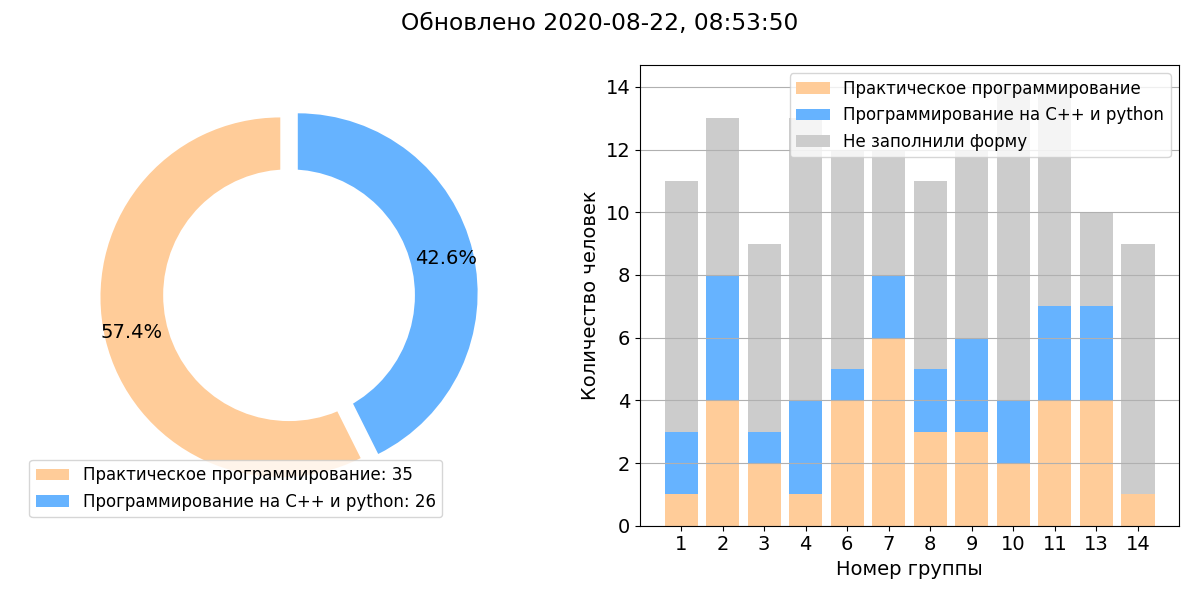 Обновлено 2020-08-22, 08:53:50
42.6%
57.4%
Практическое программирование: 35
Программирование на C++ и python: 26
Практическое программирование
Программирование на C++ и python
Не заполнили форму
Количество человек
14
12
10
8
6
4
2
0
1 2 3 4 6 7 8 9 10 11 13 14
Номер группы